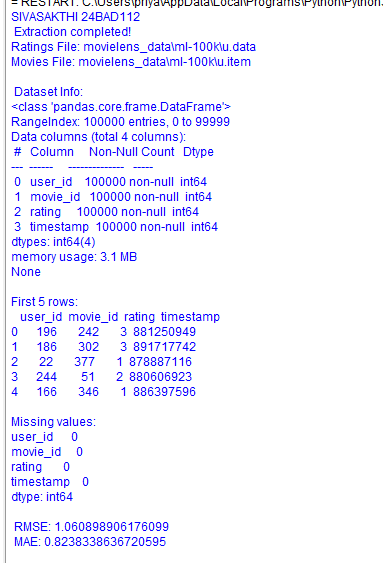 = RESTART: C:\Users\priya\AppData\Local\Programs\Python\Python
SIVASAKTHI 24BAD112
Extraction completed!
Ratings File: movielens_data\ml-100k\u.data
Movies File: movielens_data\ml-100k\u.item
Dataset Info:
<class 'pandas.core.frame.DataFrame'>
RangeIndex: 100000 entries, 0 to 99999
Data columns (total 4 columns):
# Column Non-Null Count Dtype
--- ------ -------------- -----
0 user_id 100000 non-null int64
1 movie_id 100000 non-null int64
2 rating 100000 non-null int64
3 timestamp 100000 non-null int64
dtypes: int64(4)
memory usage: 3.1 MB
None
First 5 rows:
user_id movie_id rating timestamp
0 196 242 3 881250949
1 186 302 3 891717742
2 22 377 1 878887116
3 244 51 2 880606923
4 166 346 1 886397596
Missing values:
user_id 0
movie_id 0
rating 0
timestamp 0
dtype: int64
RMSE: 1.060898906176099
MAE: 0.8238338636720595